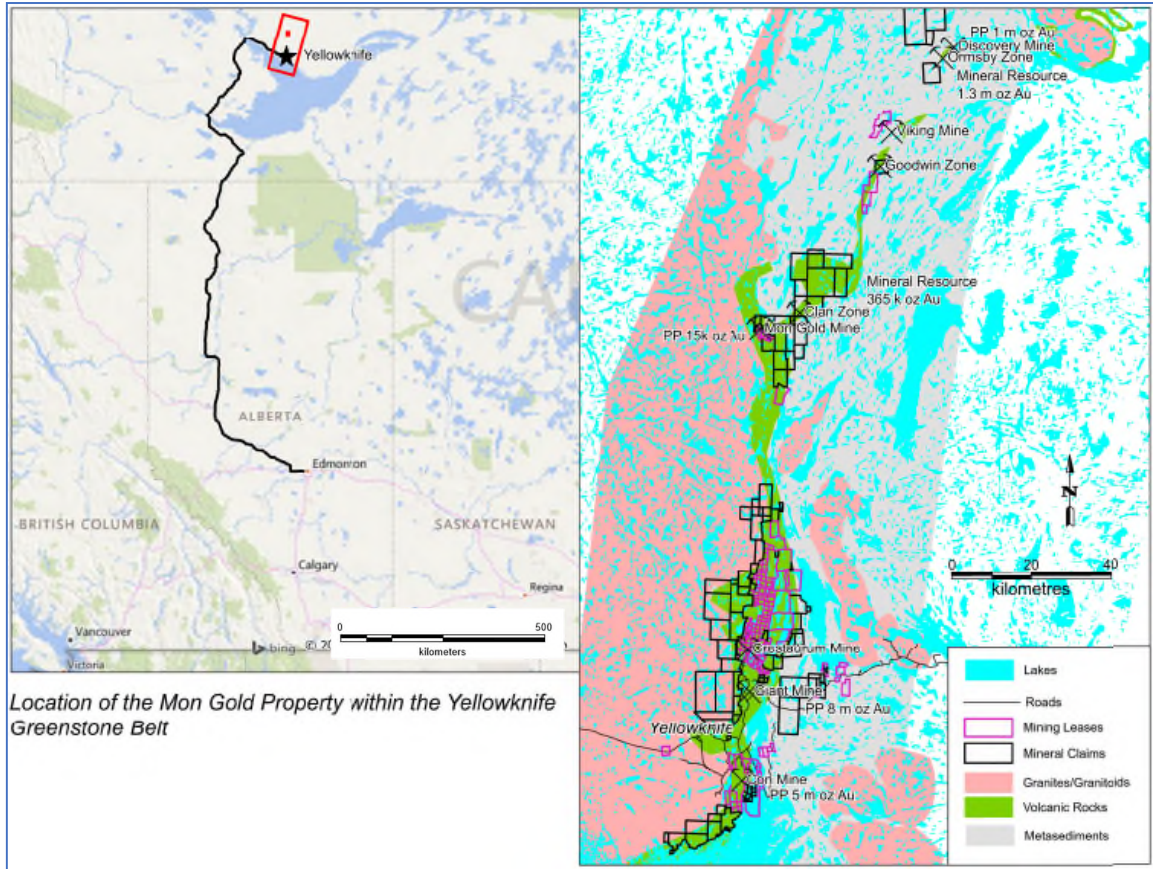 Yellowknife
CA
ALBERTA
Edmonton
BRITISH COLUMBIA
SASKATCHEWAN
Calgary
Regina
Vancouver
Victoria
bing © 20
0 500
kilometers
Location of the Mon Gold Property within the Yellowknife
Greenstone Belt
PP 1 m oz Au
Discovery Mine
Ormsby Zone
Mineral Resource
1.3 m oz Au
Viking Mine
Goodwin Zone
Mineral Resource
365 k oz Au
Clan Zone
Mon Gold Mine
PP 15k oz Au
N
0 20 40
kilometres
Crestaurum Mine
Giant Mine
PP 8 m oz Au
Yellowknife
Con Mine
PP 5 m oz Au
Lakes
Roads
Mining Leases
Mineral Claims
Granites/Granitoids
Volcanic Rocks
Metasediments